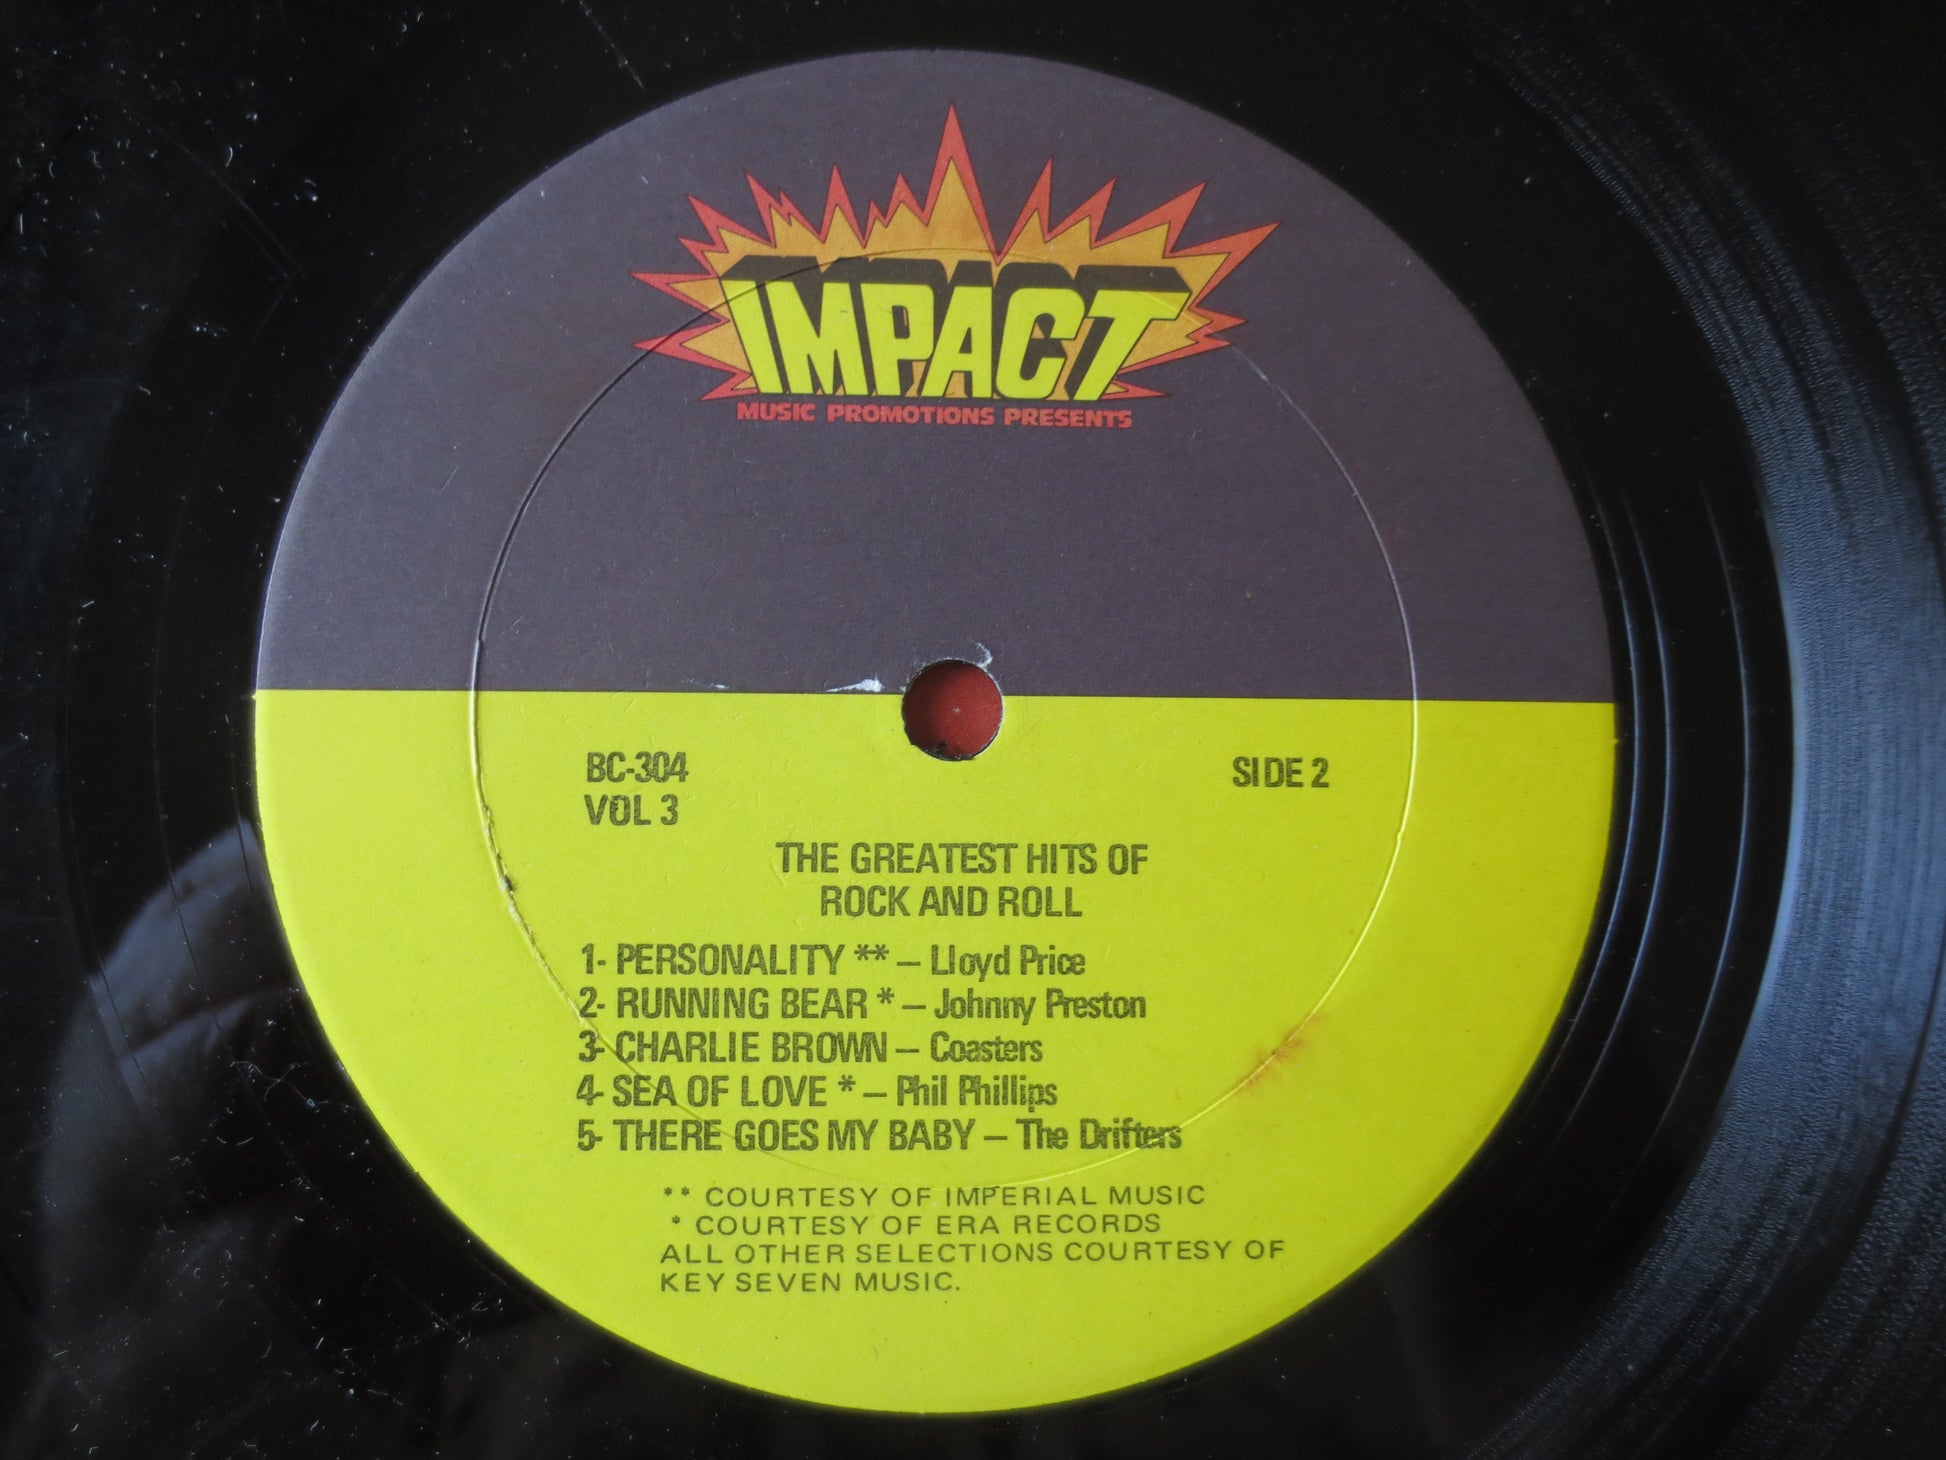 IMPACT
MUSIC PROMOTIONS PRESENTS
BC-304
SIDE 2
VOL 3
THE GREATEST HITS OF
ROCK AND ROLL
1- PERSONALITY ** – Lloyd Price
2- RUNNING BEAR * – Johnny Preston
3- CHARLIE BROWN – Coasters
4- SEA OF LOVE * – Phil Phillips
5- THERE GOES MY BABY – The Drifters
** COURTESY OF IMPERIAL MUSIC
* COURTESY OF ERA RECORDS
ALL OTHER SELECTIONS COURTESY OF
KEY SEVEN MUSIC.